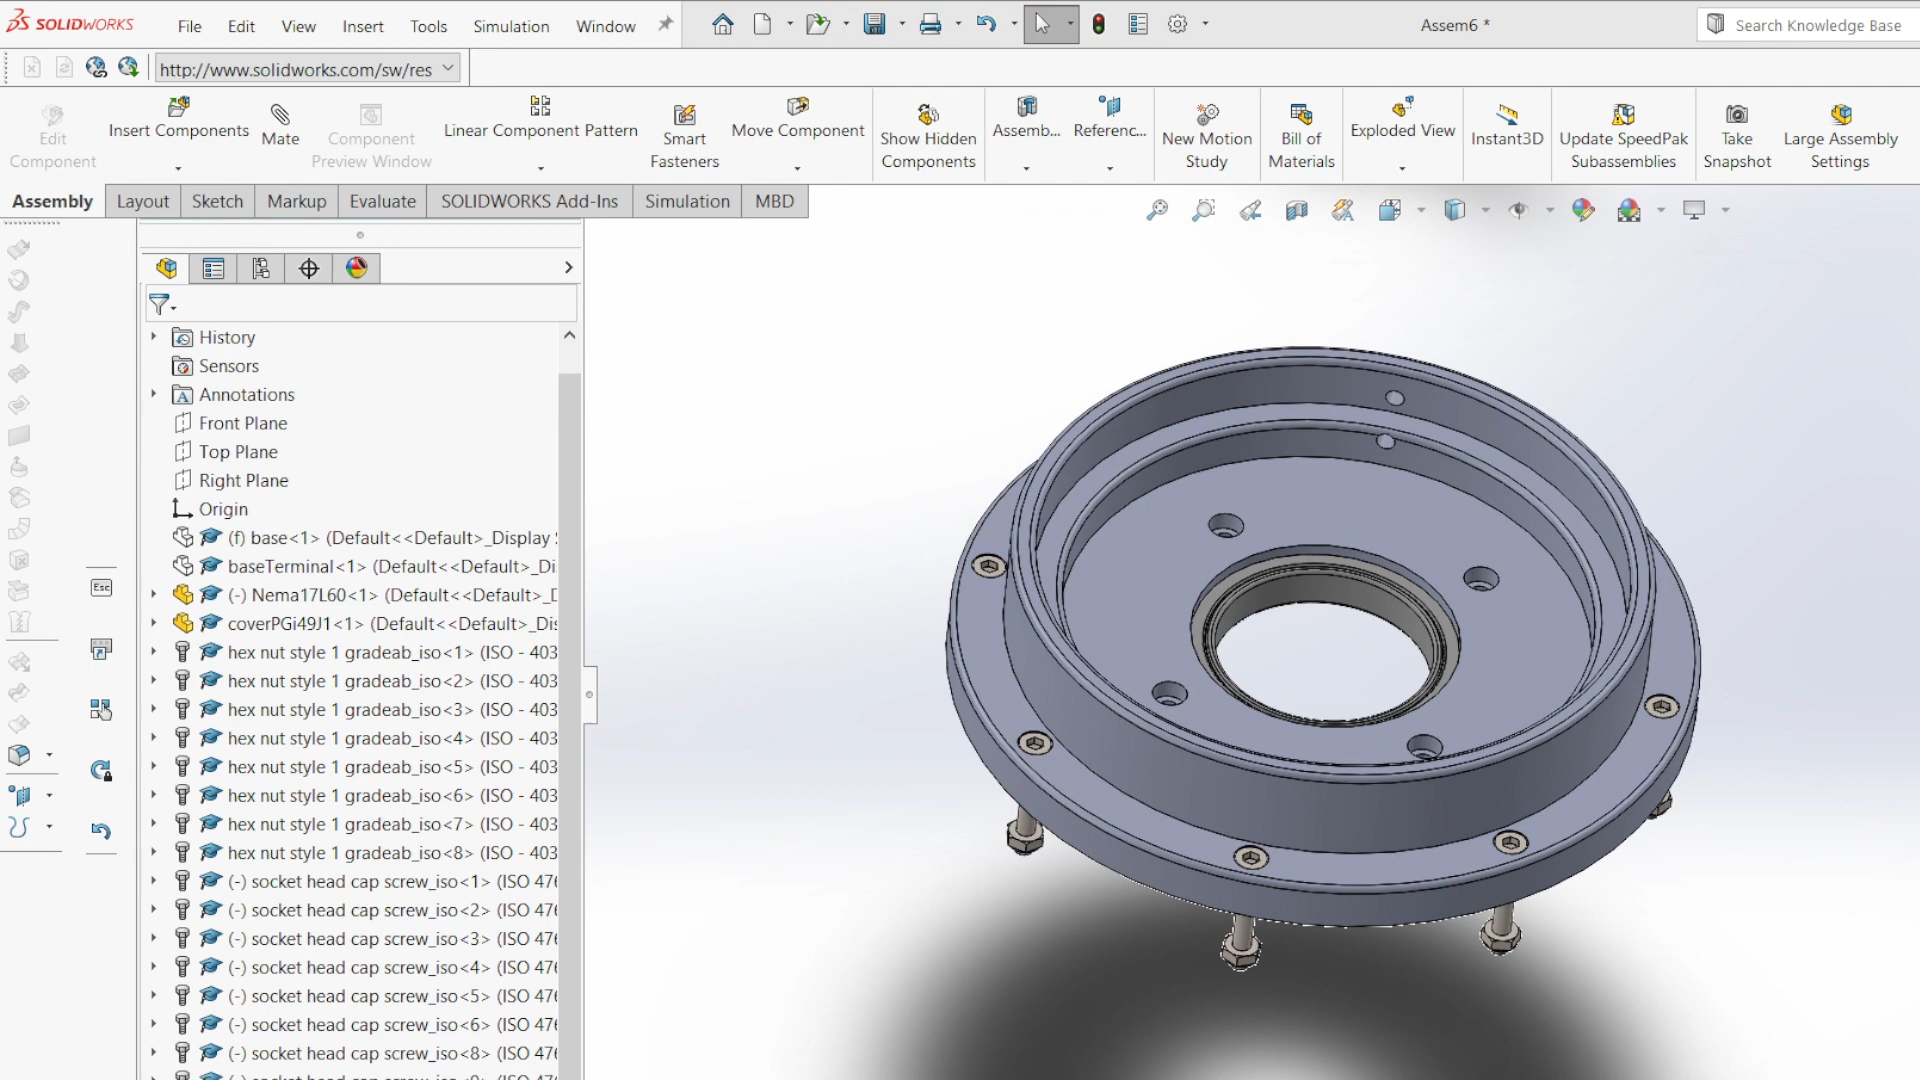 SOLIDWORKS File Edit View Insert Tools Simulation Window Assem6 * Search Knowledge Base
http://www.solidworks.com/sw/res
Edit Component
Insert Components
Mate
Component Preview Window
Linear Component Pattern
Smart Fasteners
Move Component
Show Hidden Components
Assemb...
Referenc...
New Motion Study
Bill of Materials
Exploded View
Instant3D
Update SpeedPak Subassemblies
Take Snapshot
Large Assembly Settings
Assembly Layout Sketch Markup Evaluate SOLIDWORKS Add-Ins Simulation MBD
History
Sensors
Annotations
Front Plane
Top Plane
Right Plane
Origin
(f) base<1> (Default<<Default>_Display
baseTerminal<1> (Default<<Default>_Di
(-) Nema17L60<1> (Default<<Default>_
Esc
coverPGi49J1<1> (Default<<Default>_Dis
hex nut style 1 gradeab_iso<1> (ISO - 403
hex nut style 1 gradeab_iso<2> (ISO - 403
hex nut style 1 gradeab_iso<3> (ISO - 403
hex nut style 1 gradeab_iso<4> (ISO - 403
hex nut style 1 gradeab_iso<5> (ISO - 403
hex nut style 1 gradeab_iso<6> (ISO - 403
hex nut style 1 gradeab_iso<7> (ISO - 403
hex nut style 1 gradeab_iso<8> (ISO - 403
(-) socket head cap screw_iso<1> (ISO 476
(-) socket head cap screw_iso<2> (ISO 476
(-) socket head cap screw_iso<3> (ISO 476
(-) socket head cap screw_iso<4> (ISO 476
(-) socket head cap screw_iso<5> (ISO 476
(-) socket head cap screw_iso<6> (ISO 476
(-) socket head cap screw_iso<8> (ISO 476